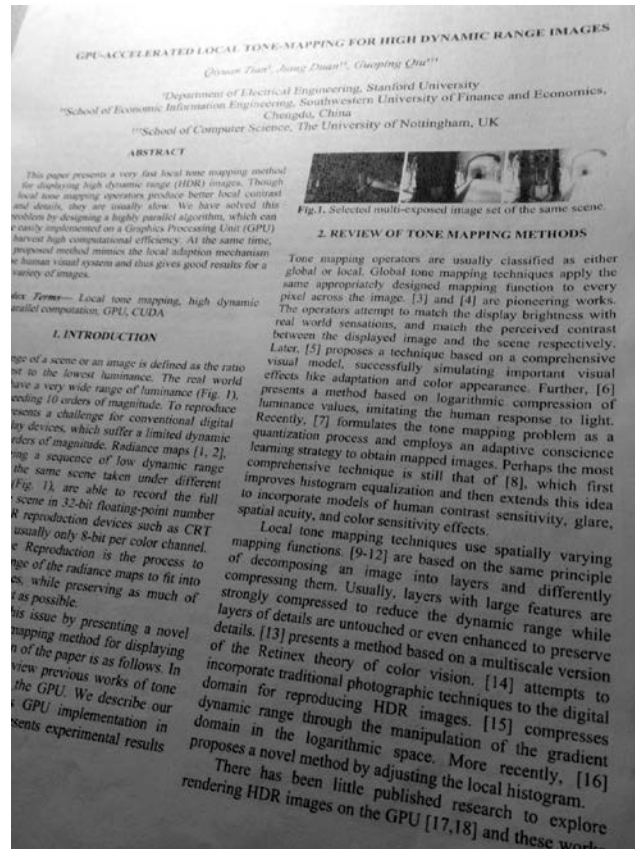 GPU-ACCELERATED LOCAL TONE-MAPPING FOR HIGH DYNAMIC RANGE IMAGES
Qiyuan Tian¹, Jiang Duan¹¹, Guoping Qiu¹¹¹
¹Department of Electrical Engineering, Stanford University
¹¹School of Economic Information Engineering, Southwestern University of Finance and Economics,
Chengdu, China
¹¹¹School of Computer Science, The University of Nottingham, UK
ABSTRACT
This paper presents a very fast local tone mapping method
for displaying high dynamic range (HDR) images. Though
local tone mapping operators produce better local contrast
and details, they are usually slow. We have solved this
problem by designing a highly parallel algorithm, which can
easily implemented on a Graphics Processing Unit (GPU)
harvest high computational efficiency. At the same time,
proposed method mimics the local adaption mechanism
human visual system and thus gives good results for a
variety of images.
Terms— Local tone mapping, high dynamic
parallel computation, GPU, CUDA
1. INTRODUCTION
of a scene or an image is defined as the ratio
to the lowest luminance. The real world
have a very wide range of luminance (Fig. 1),
10 orders of magnitude. To reproduce
a challenge for conventional digital
devices, which suffer a limited dynamic
orders of magnitude. Radiance maps [1, 2],
a sequence of low dynamic range
the same scene taken under different
(Fig. 1), are able to record the full
scene in 32-bit floating-point number
reproduction devices such as CRT
usually only 8-bit per color channel.
Reproduction is the process to
of the radiance maps to fit into
while preserving as much of
as possible.
this issue by presenting a novel
mapping method for displaying
of the paper is as follows. In
previous works of tone
the GPU. We describe our
GPU implementation in
experimental results
Fig.1. Selected multi-exposed image set of the same scene.
2. REVIEW OF TONE MAPPING METHODS
Tone mapping operators are usually classified as either
global or local. Global tone mapping techniques apply the
same appropriately designed mapping function to every
pixel across the image. [3] and [4] are pioneering works.
The operators attempt to match the display brightness with
real world sensations, and match the perceived contrast
between the displayed image and the scene respectively.
Later, [5] proposes a technique based on a comprehensive
visual model, successfully simulating important visual
effects like adaptation and color appearance. Further, [6]
presents a method based on logarithmic compression of
luminance values, imitating the human response to light.
Recently, [7] formulates the tone mapping problem as a
quantization process and employs an adaptive conscience
learning strategy to obtain mapped images. Perhaps the most
comprehensive technique is still that of [8], which first
improves histogram equalization and then extends this idea
to incorporate models of human contrast sensitivity, glare,
spatial acuity, and color sensitivity effects.
Local tone mapping techniques use spatially varying
mapping functions. [9-12] are based on the same principle
of decomposing an image into layers and differently
compressing them. Usually, layers with large features are
strongly compressed to reduce the dynamic range while
layers of details are untouched or even enhanced to preserve
details. [13] presents a method based on a multiscale version
of the Retinex theory of color vision. [14] attempts to
incorporate traditional photographic techniques to the digital
domain for reproducing HDR images. [15] compresses
dynamic range through the manipulation of the gradient
domain in the logarithmic space. More recently, [16]
proposes a novel method by adjusting the local histogram.
There has been little published research to explore
rendering HDR images on the GPU [17,18] and these works